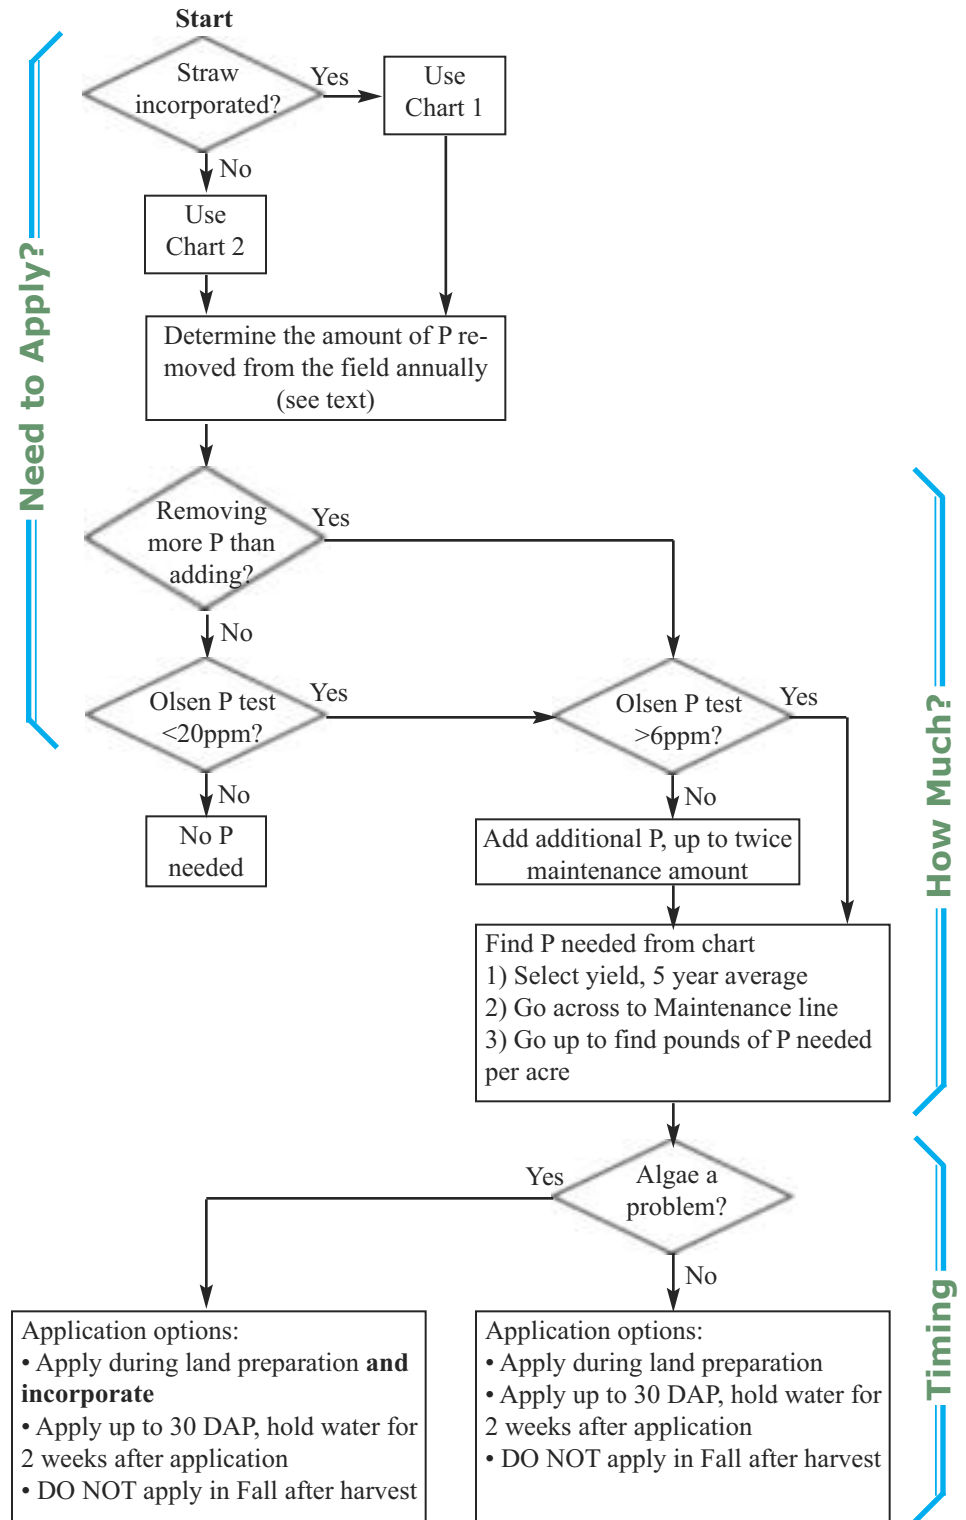 Start
Straw
incorporated?
Yes
Use
Chart 1
No
Use
Chart 2
Need to Apply?
Determine the amount of P re-
moved from the field annually
(see text)
Removing
more P than
adding?
Yes
No
Olsen P test
<20ppm?
Yes
Olsen P test
>6ppm?
Yes
No
No P
needed
No
Add additional P, up to twice
maintenance amount
How Much?
Find P needed from chart
1) Select yield, 5 year average
2) Go across to Maintenance line
3) Go up to find pounds of P needed
per acre
Algae a
problem?
Yes
No
Timing
Application options:
• Apply during land preparation and
incorporate
• Apply up to 30 DAP, hold water for
2 weeks after application
• DO NOT apply in Fall after harvest
Application options:
• Apply during land preparation
• Apply up to 30 DAP, hold water for
2 weeks after application
• DO NOT apply in Fall after harvest